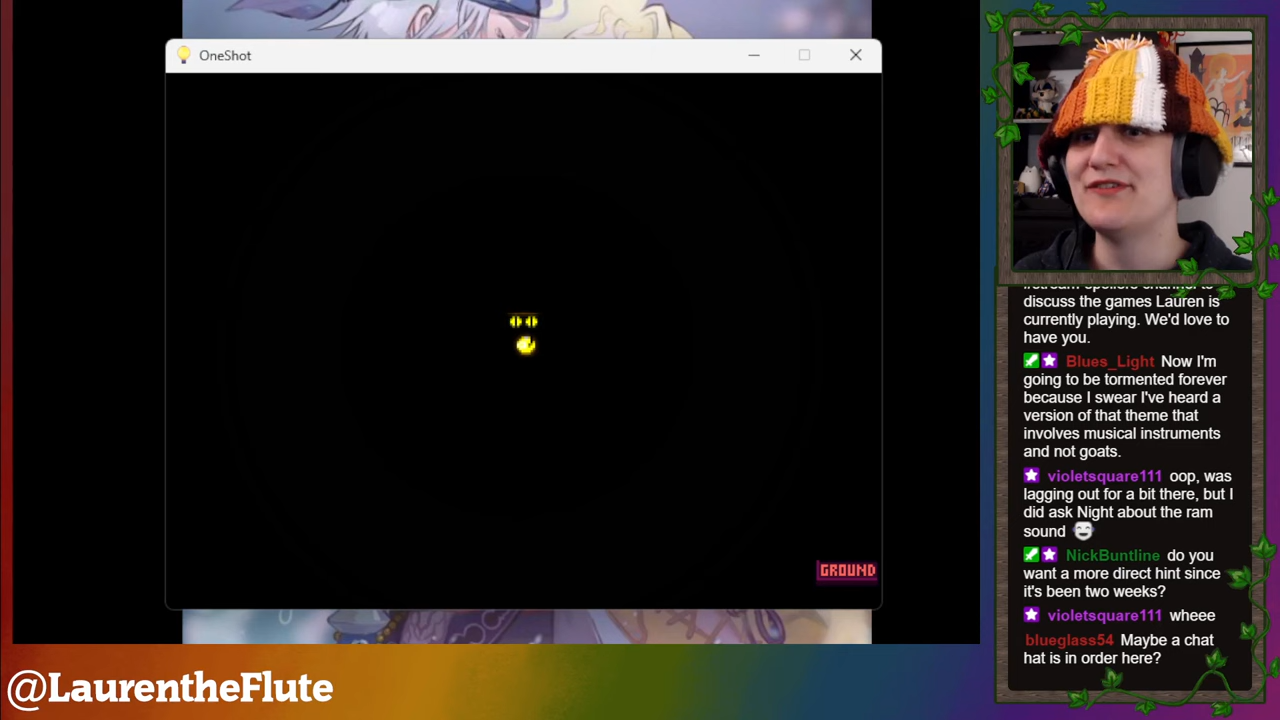 OneShot
GROUND
discuss the games Lauren is
currently playing. We'd love to
have you.
Blues_Light Now I'm
going to be tormented forever
because I swear I've heard a
version of that theme that
involves musical instruments
and not goats.
violetsquare111 oop, was
lagging out for a bit there, but I
did ask Night about the ram
sound
NickBuntline do you
want a more direct hint since
it's been two weeks?
violetsquare111 wheee
blueglass54 Maybe a chat
hat is in order here?
@LaurentheFlute